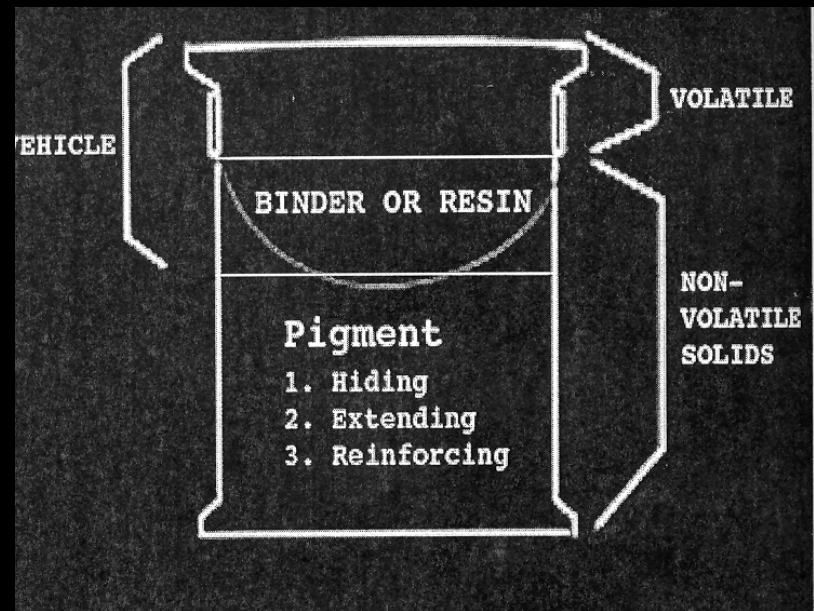 VOLATILE
EHICLE
BINDER OR RESIN
NON-
VOLATILE
SOLIDS
Pigment
1. Hiding
2. Extending
3. Reinforcing